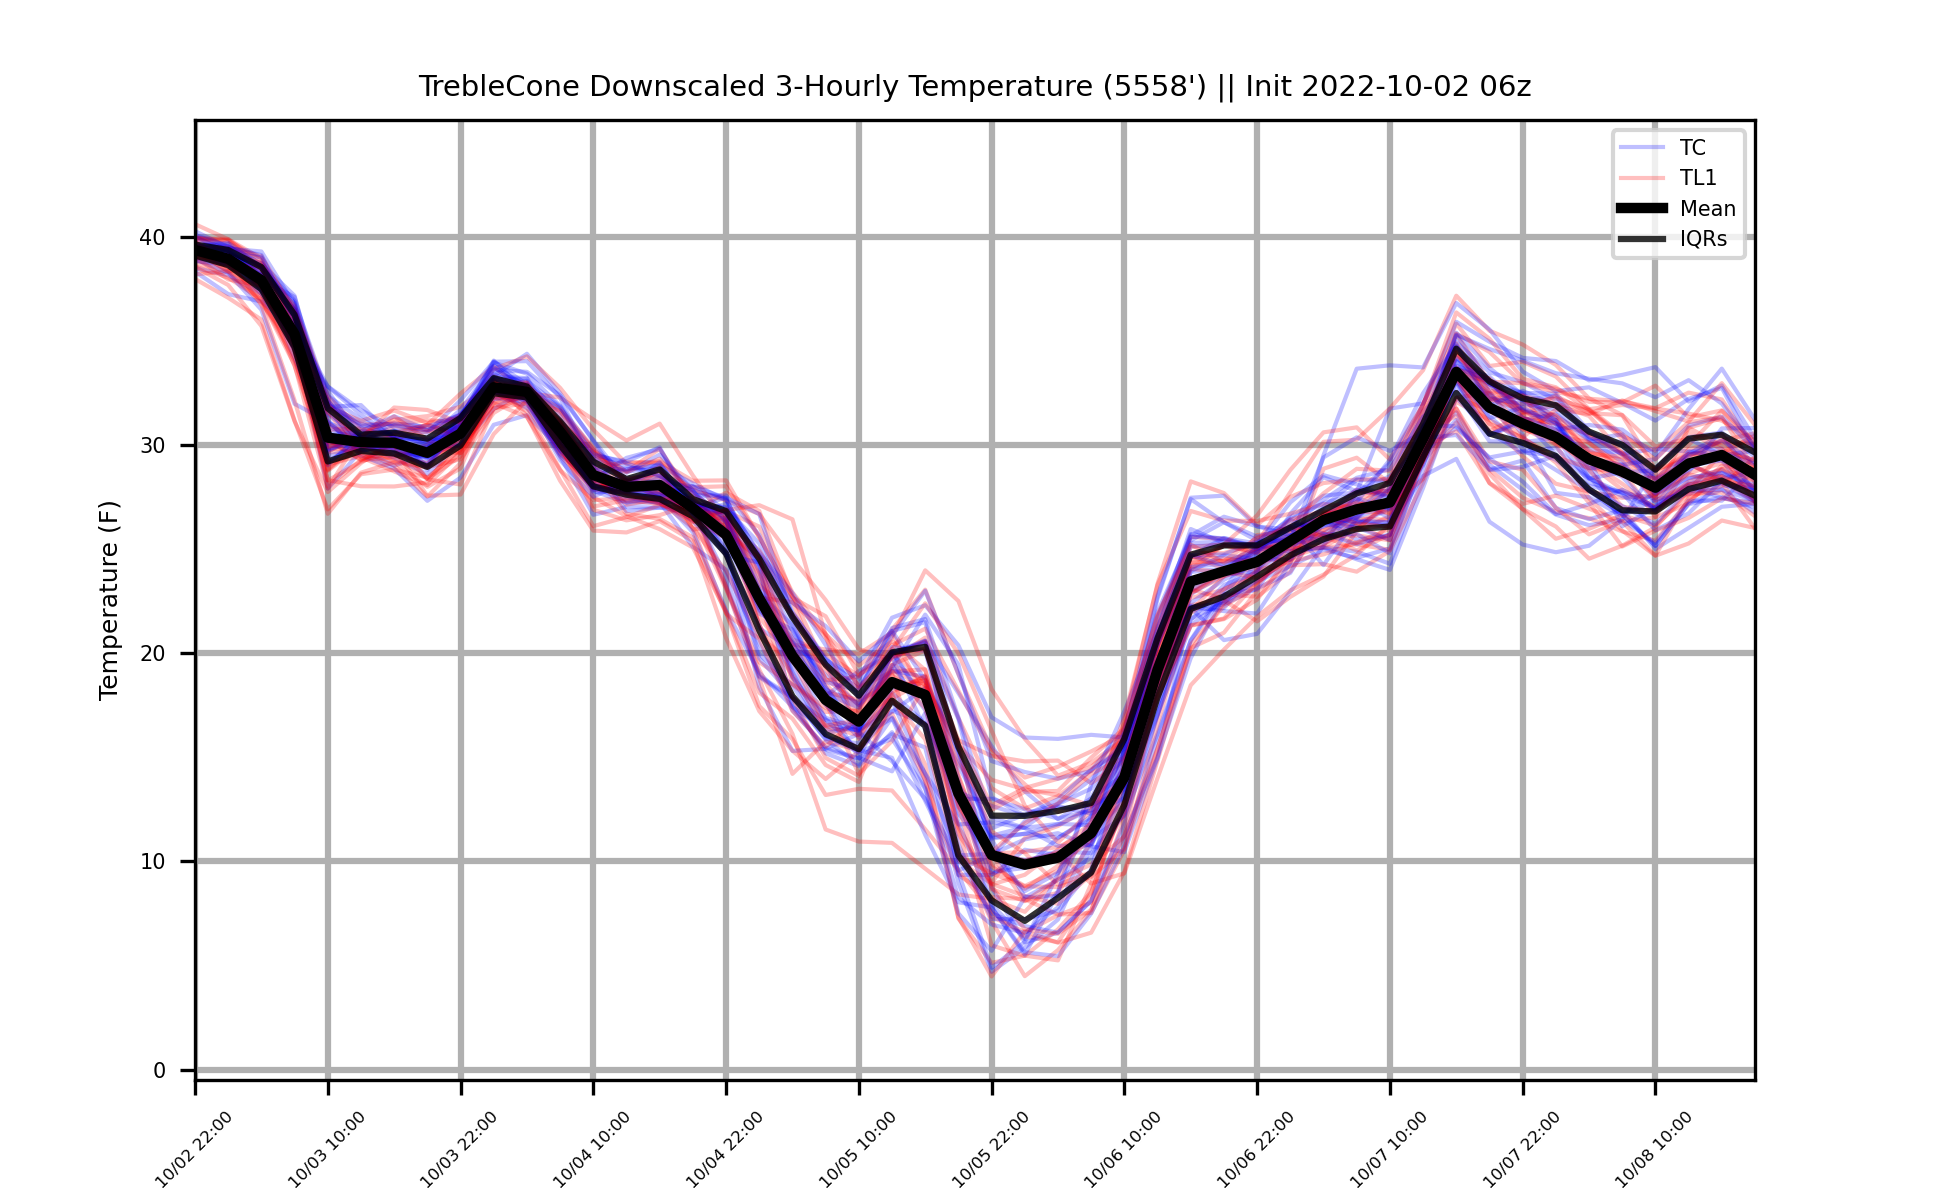 TrebleCone Downscaled 3-Hourly Temperature (5558') || Init 2022-10-02 06z
TC
TL1
Mean
IQRs
Temperature (F)
40
30
20
10
0
10/02 22:00
10/03 10:00
10/03 22:00
10/04 10:00
10/04 22:00
10/05 10:00
10/05 22:00
10/06 10:00
10/06 22:00
10/07 10:00
10/07 22:00
10/08 10:00